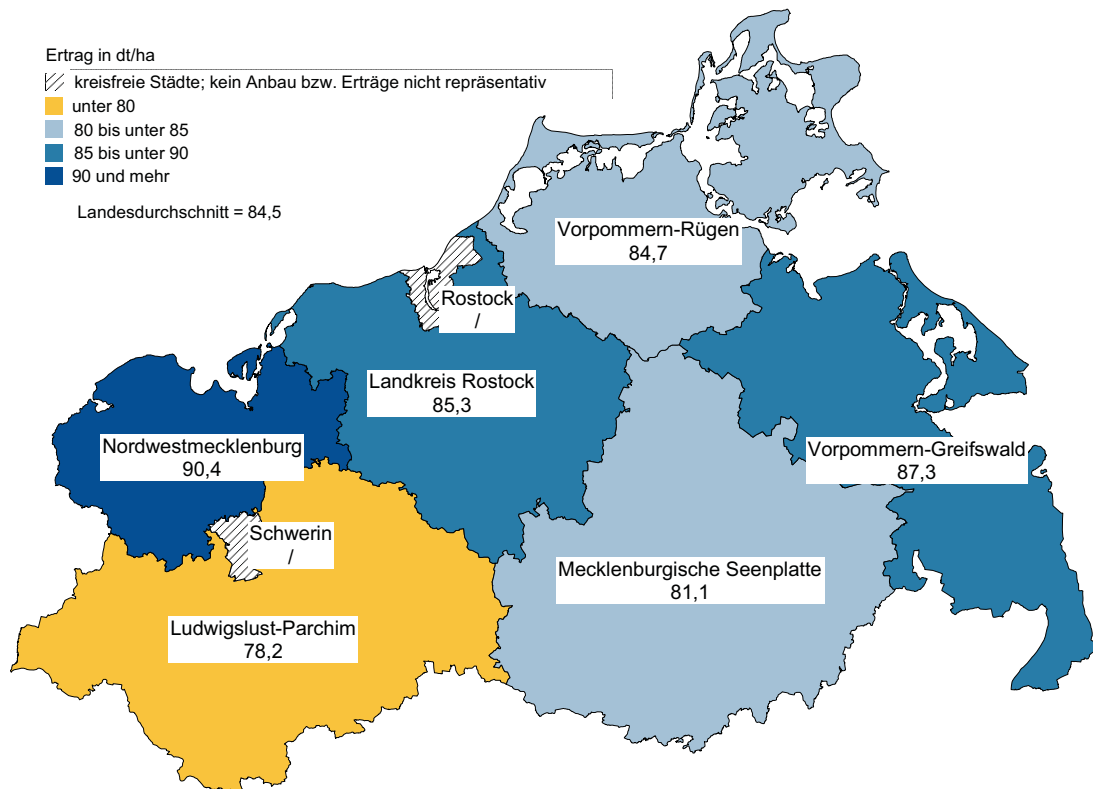 Ertrag in dt/ha
kreisfreie Städte; kein Anbau bzw. Erträge nicht repräsentativ
unter 80
80 bis unter 85
85 bis unter 90
90 und mehr
Landesdurchschnitt = 84,5
Vorpommern-Rügen
84,7
Rostock
/
Landkreis Rostock
85,3
Nordwestmecklenburg
90,4
Vorpommern-Greifswald
87,3
Schwerin
/
Mecklenburgische Seenplatte
81,1
Ludwigslust-Parchim
78,2